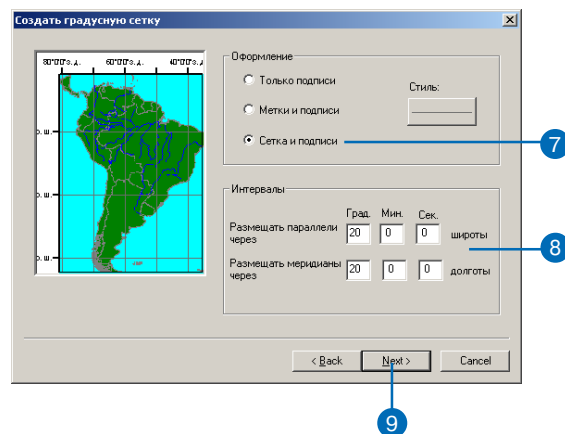 Создать градусную сетку
80°0'0"з.д. 60°0'0"з.д. 40°0'0"з.д
Оформление
Только подписи
Стиль:
Метки и подписи
Сетка и подписи
7
Интервалы
Град. Мин. Сек.
Размещать параллели через 20 0 0 широты
8
Размещать меридианы через 20 0 0 долготы
< Back Next > Cancel
9